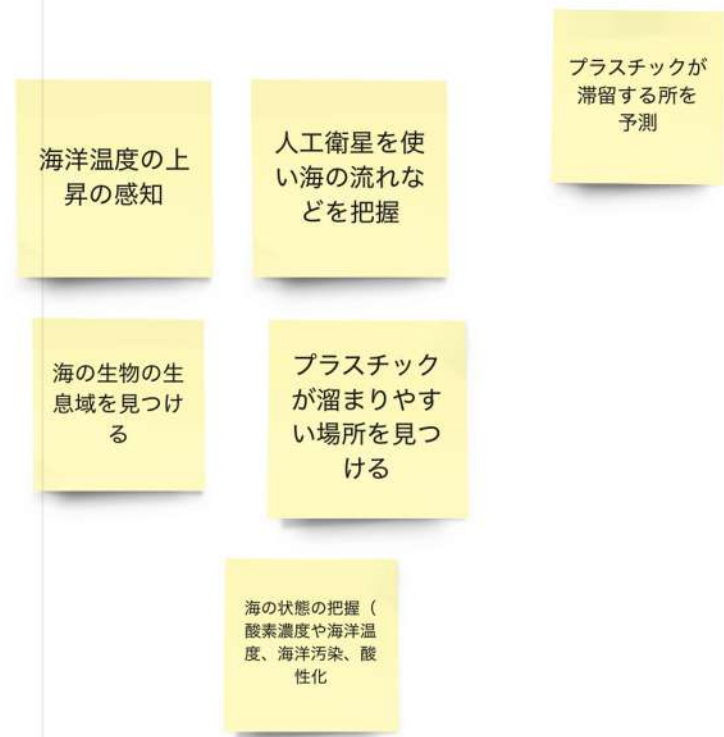 プラスチックが
滞留する所を
予測
海洋温度の上
昇の感知
人工衛星を使
い海の流れな
どを把握
海の生物の生
息域を見つけ
る
プラスチック
が溜まりやす
い場所を見つ
ける
海の状態の把握（
酸素濃度や海洋温
度、海洋汚染、酸
性化